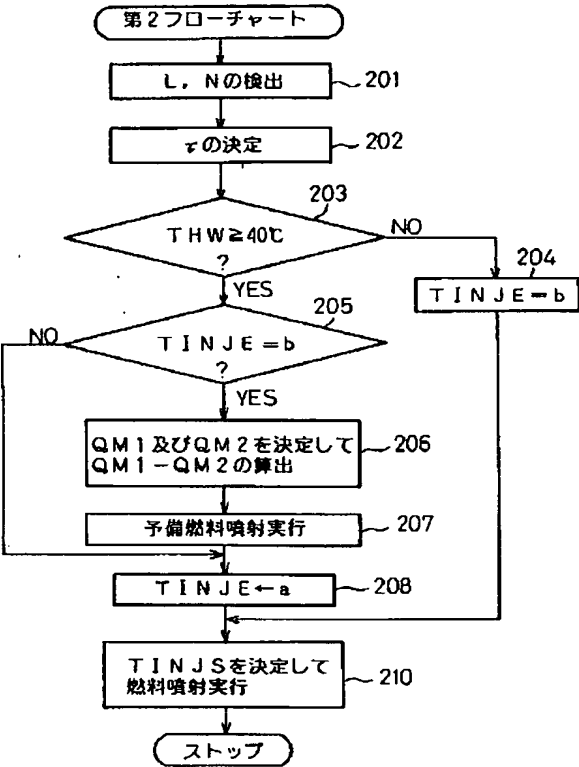 第2フローチャート
L, Nの検出
201
τの決定
202
203
THW≧40℃
?
NO
YES
204
TINJE=b
205
NO
TINJE=b
?
YES
QM1及びQM2を決定して
QM1-QM2の算出
206
予備燃料噴射実行
207
TINJE←a
208
TINJSを決定して
燃料噴射実行
210
ストップ